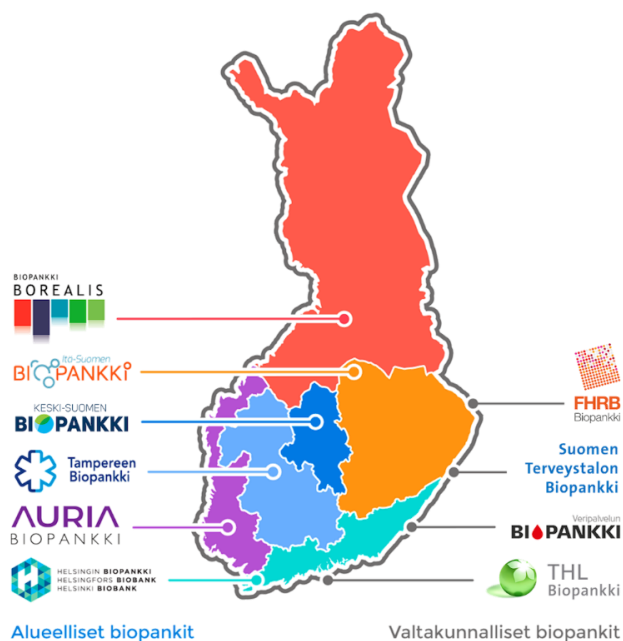 BIOPANKKI
BOREALIS
Itä-Suomen
BIOPANKKI
KESKI-SUOMEN
BIOPANKKI
Tampereen
Biopankki
AURIA
BIOPANKKI
HELSINGIN BIOPANKKI
HELSINGFORS BIOBANK
HELSINKI BIOBANK
Alueelliset biopankit
FHRB
Biopankki
Suomen
Terveystalon
Biopankki
Veripalvelun
BIOPANKKI
THL
Biopankki
Valtakunnalliset biopankit